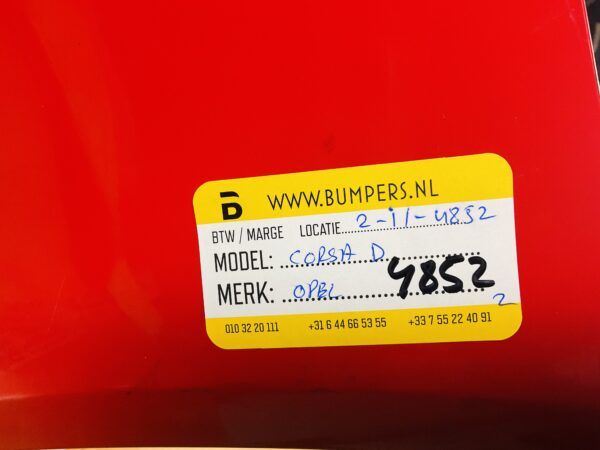 B WWW.BUMPERS.NL
BTW / MARGE LOCATIE 2-11-4852
MODEL: CORSA D
MERK: OPEL 4852
2
010 32 20 111 +31 6 44 66 53 55 +33 7 55 22 40 91